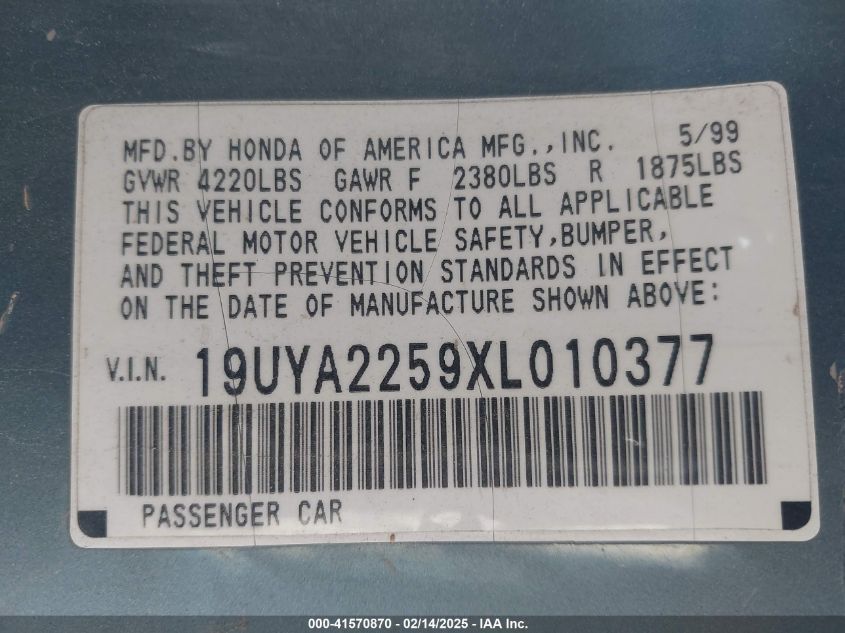 MFD.BY HONDA OF AMERICA MFG.,INC. 5/99
GVWR 4220LBS GAWR F 2380LBS R 1875LBS
THIS VEHICLE CONFORMS TO ALL APPLICABLE
FEDERAL MOTOR VEHICLE SAFETY,BUMPER,
AND THEFT PREVENTION STANDARDS IN EFFECT
ON THE DATE OF MANUFACTURE SHOWN ABOVE:
V.I.N. 19UYA2259XL010377
PASSENGER CAR
000-41570870 - 02/14/2025 - IAA Inc.